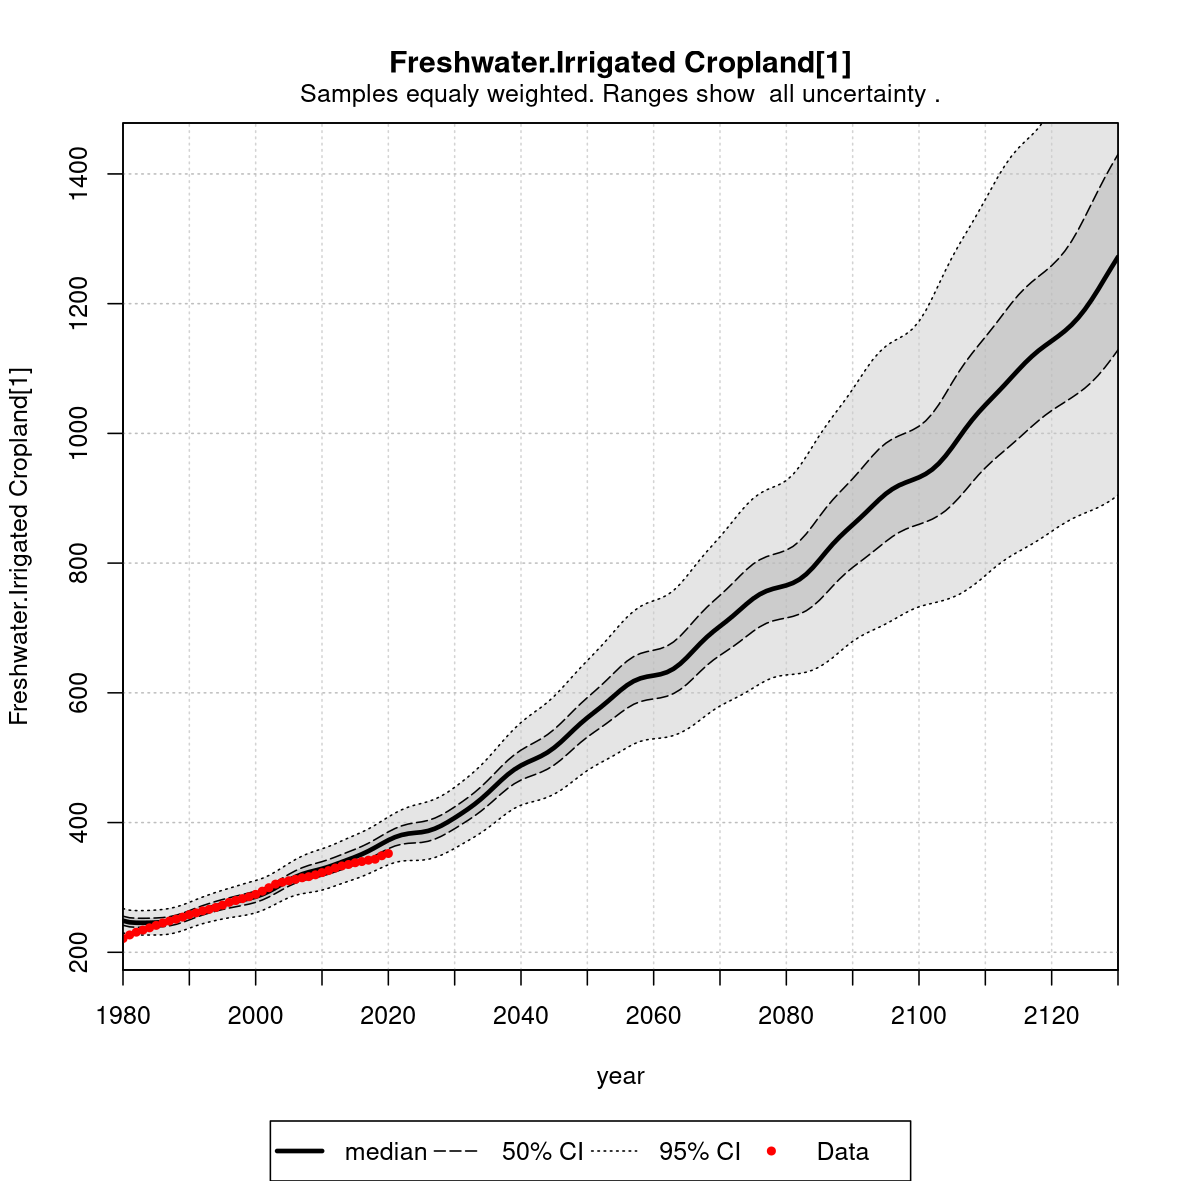 Freshwater.Irrigated Cropland[1]
Samples equaly weighted. Ranges show  all uncertainty .
Freshwater.Irrigated Cropland[1]
1400
1200
1000
800
600
400
200
1980 2000 2020 2040 2060 2080 2100 2120
year
median 50% CI 95% CI Data